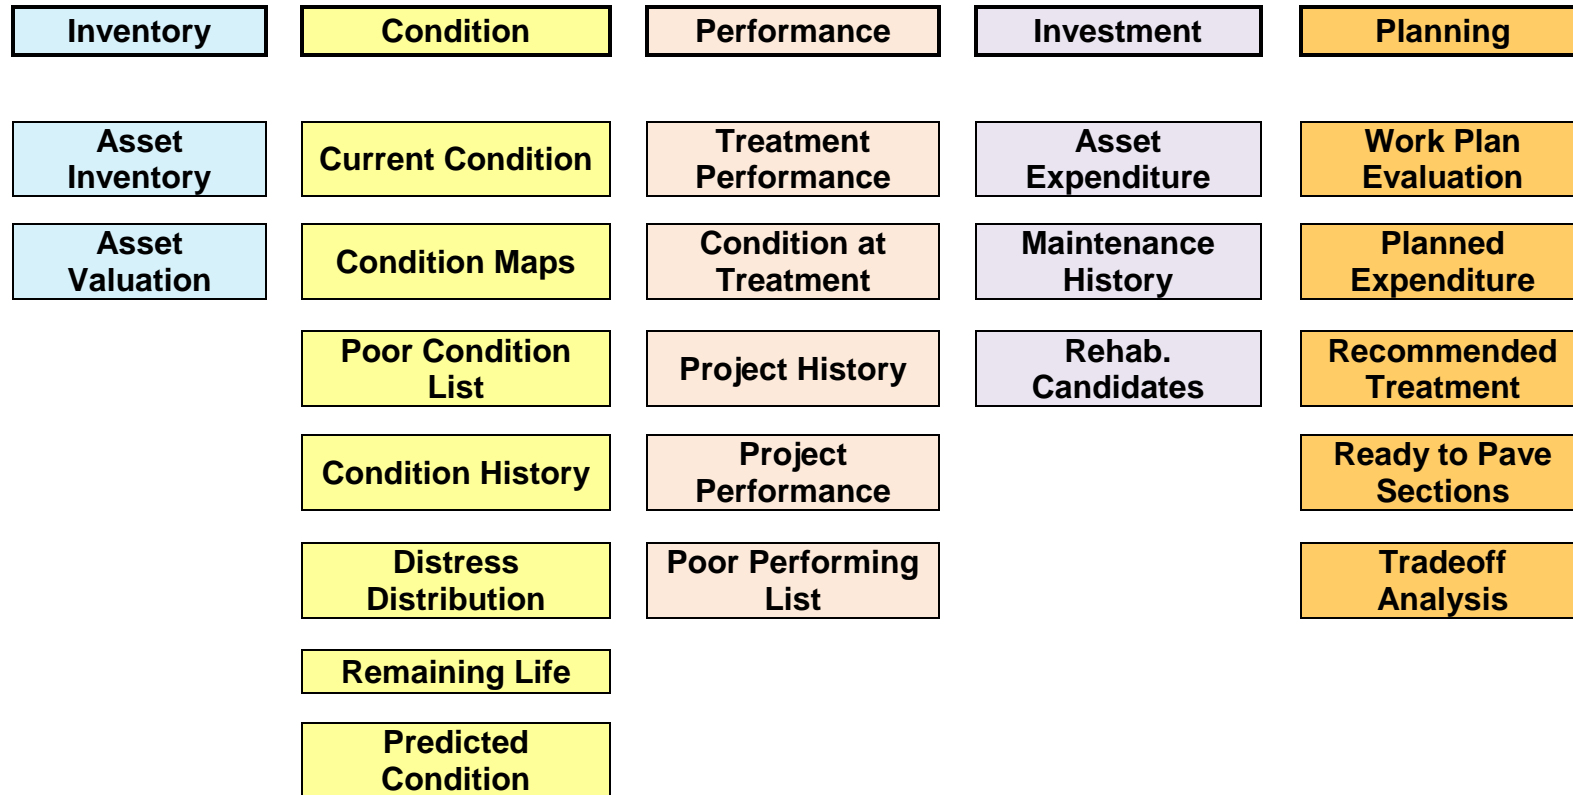 Inventory
Condition
Performance
Investment
Planning
Asset
Inventory
Current Condition
Treatment
Performance
Asset
Expenditure
Work Plan
Evaluation
Asset
Valuation
Condition Maps
Condition at
Treatment
Maintenance
History
Planned
Expenditure
Poor Condition
List
Project History
Rehab.
Candidates
Recommended
Treatment
Condition History
Project
Performance
Ready to Pave
Sections
Distress
Distribution
Poor Performing
List
Tradeoff
Analysis
Remaining Life
Predicted
Condition